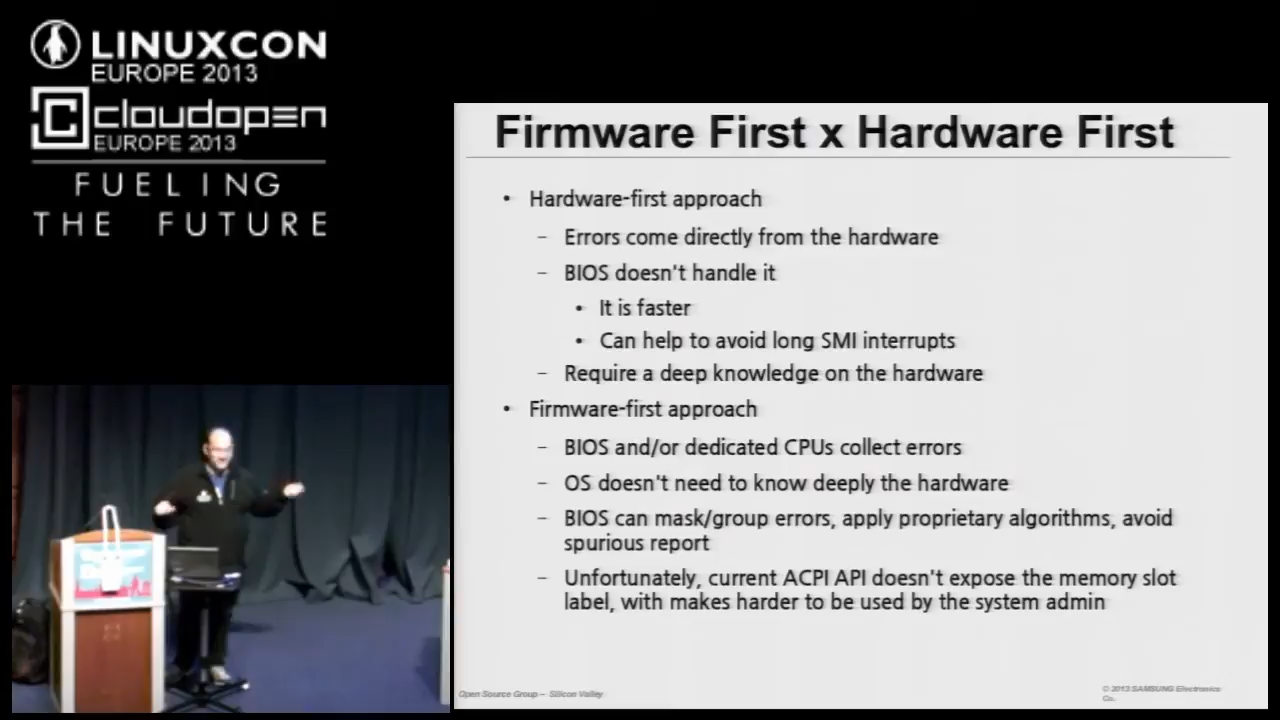 LINUXCON
EUROPE 2013
cloudopen
EUROPE 2013
FUELING
THE FUTURE
Firmware First x Hardware First
• Hardware-first approach
– Errors come directly from the hardware
– BIOS doesn't handle it
• It is faster
• Can help to avoid long SMI interrupts
– Require a deep knowledge on the hardware
• Firmware-first approach
– BIOS and/or dedicated CPUs collect errors
– OS doesn't need to know deeply the hardware
– BIOS can mask/group errors, apply proprietary algorithms, avoid
spurious report
– Unfortunately, current ACPI API doesn't expose the memory slot
label, with makes harder to be used by the system admin
Open Source Group – Silicon Valley
© 2013 SAMSUNG Electronics
Co.